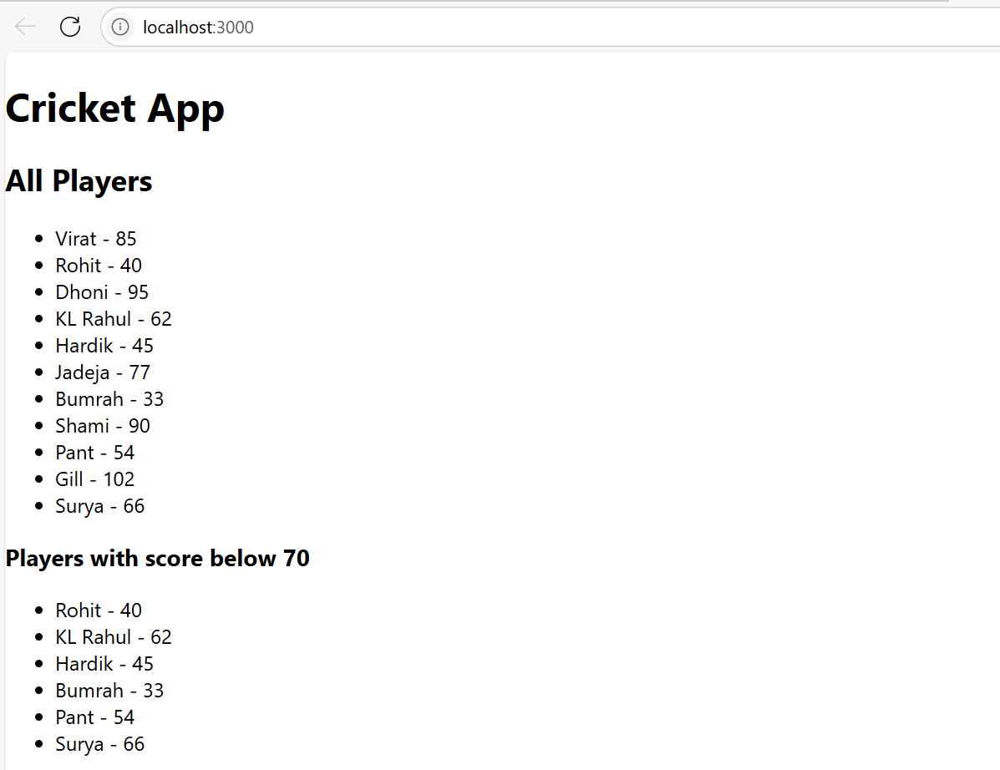 localhost:3000
Cricket App
All Players
Virat - 85
Rohit - 40
Dhoni - 95
KL Rahul - 62
Hardik - 45
Jadeja - 77
Bumrah - 33
Shami - 90
Pant - 54
Gill - 102
Surya - 66
Players with score below 70
Rohit - 40
KL Rahul - 62
Hardik - 45
Bumrah - 33
Pant - 54
Surya - 66